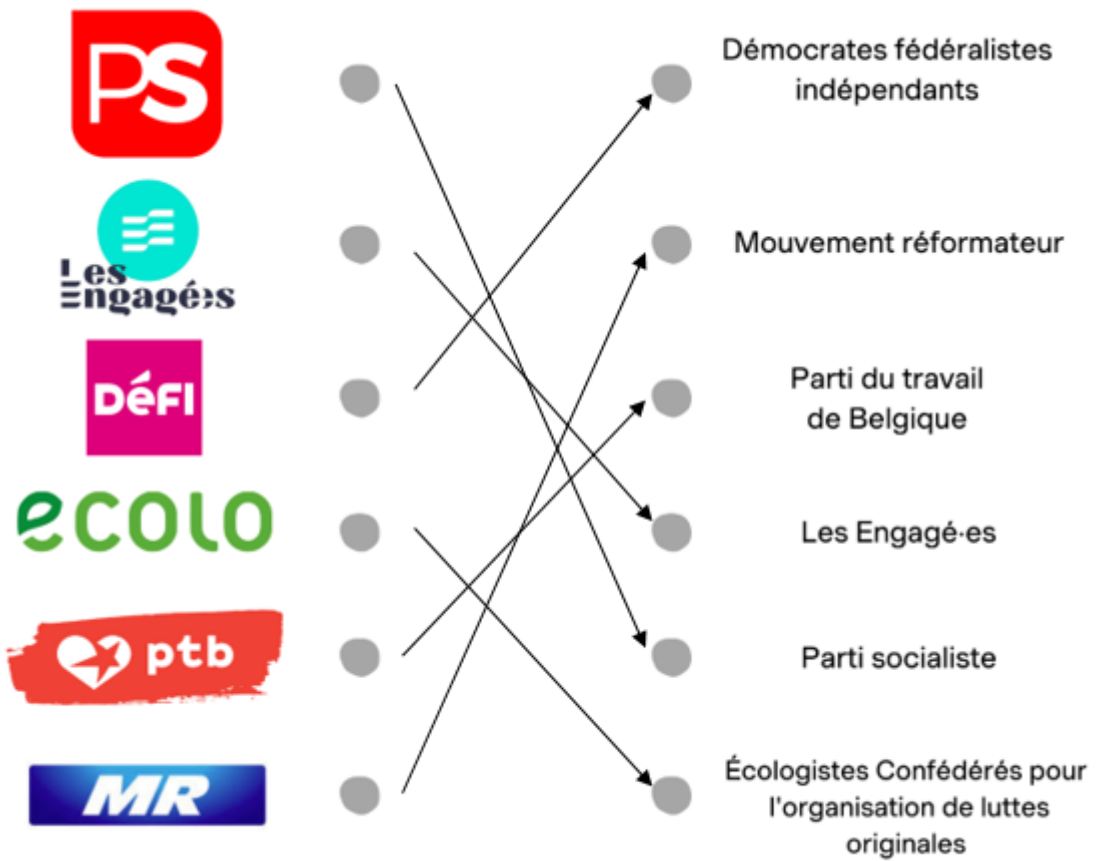 PS
Démocrates fédéralistes
indépendants
Les
Engagé·es
Mouvement réformateur
DéFI
Parti du travail
de Belgique
ecolo
Les Engagé·es
ptb
Parti socialiste
MR
Écologistes Confédérés pour
l'organisation de luttes
originales